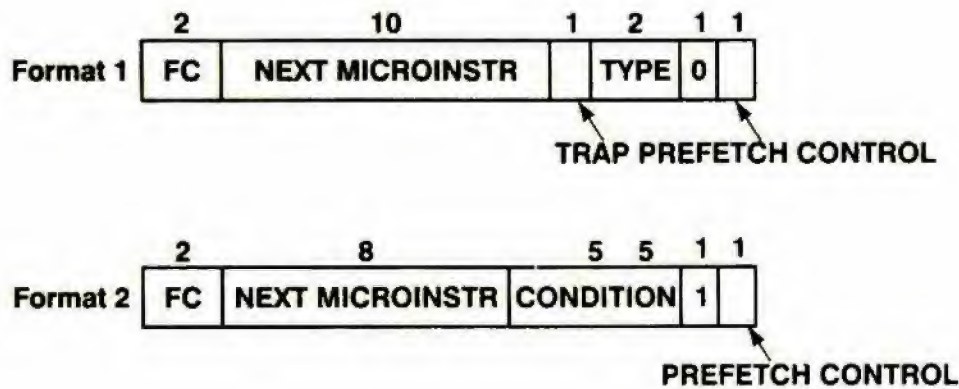 2 10 1 2 1 1
Format 1 FC NEXT MICROINSTR TYPE 0
TRAP PREFETCH CONTROL
2 8 5 5 1 1
Format 2 FC NEXT MICROINSTR CONDITION 1
PREFETCH CONTROL